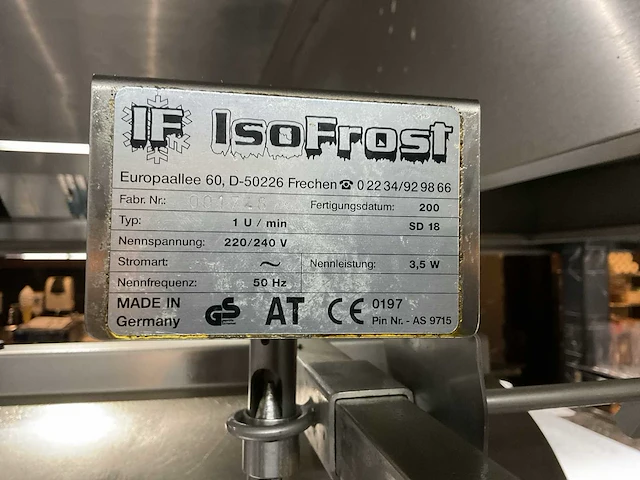 IF IsoFrost
Europaallee 60, D-50226 Frechen ☎ 0 22 34/92 98 66
Fabr. Nr.:
Fertigungsdatum: 200
Typ: 1 U / min SD 18
Nennspannung: 220/240 V
Stromart: ~ Nennleistung: 3,5 W
Nennfrequenz: 50 Hz
MADE IN Germany GS AT CE 0197
Pin Nr. - AS 9715